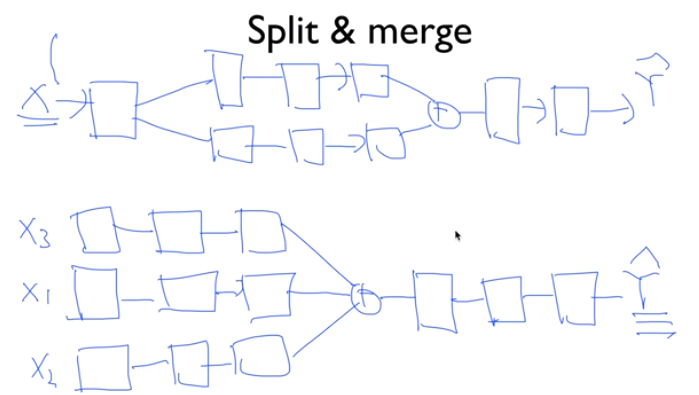 Split & merge
X
+
Ŷ
X3
X1
+
Ŷ
X2